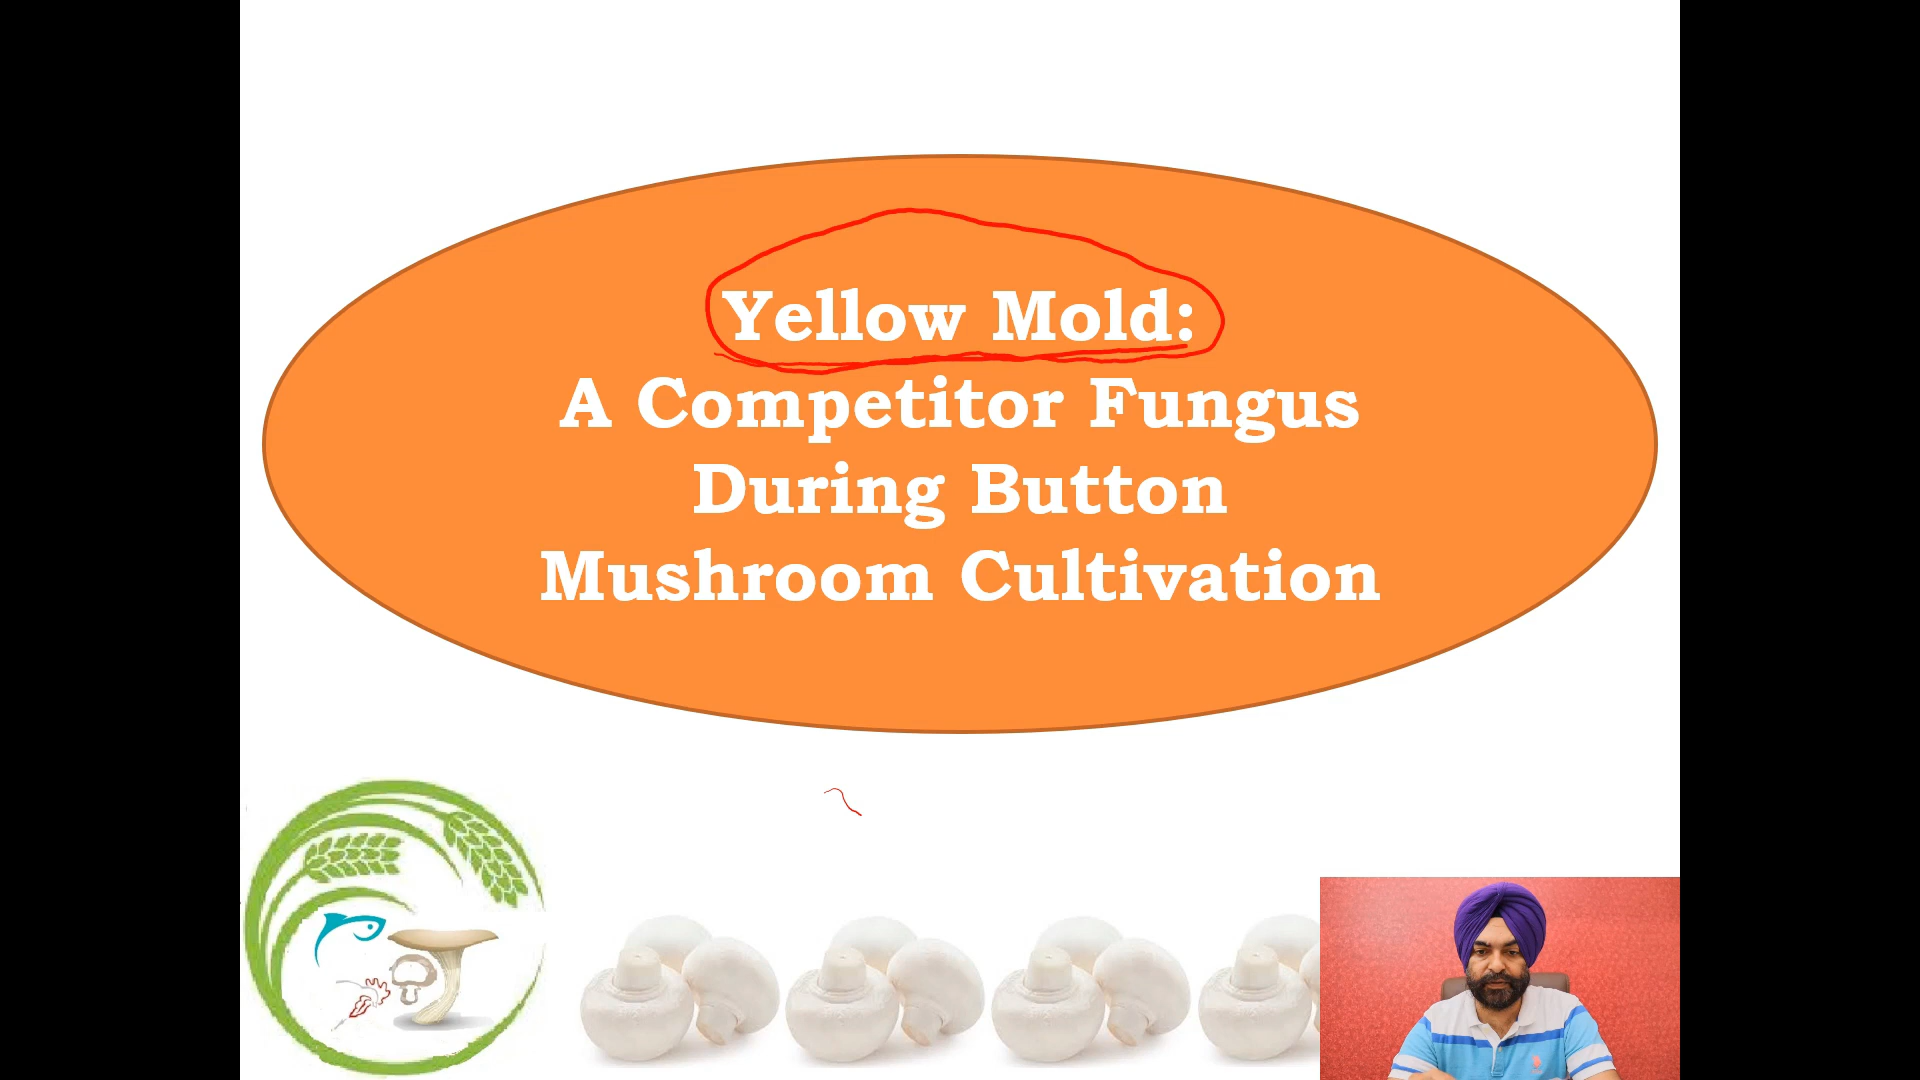 Yellow Mold:
A Competitor Fungus
During Button
Mushroom Cultivation